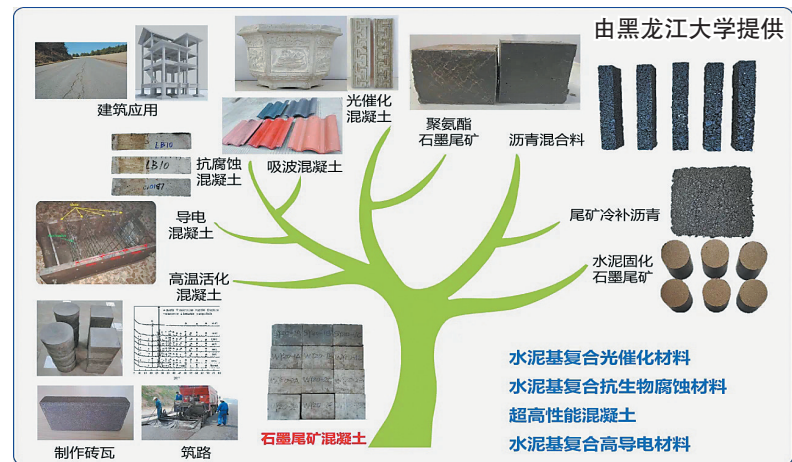 由黑龙江大学提供
建筑应用
光催化
混凝土
聚氨酯
石墨尾矿
沥青混合料
LB10
LB10
抗腐蚀
混凝土
吸波混凝土
导电
混凝土
尾矿冷补沥青
高温活化
混凝土
水泥固化
石墨尾矿
制作砖瓦
筑路
石墨尾矿混凝土
水泥基复合光催化材料
水泥基复合抗生物腐蚀材料
超高性能混凝土
水泥基复合高导电材料